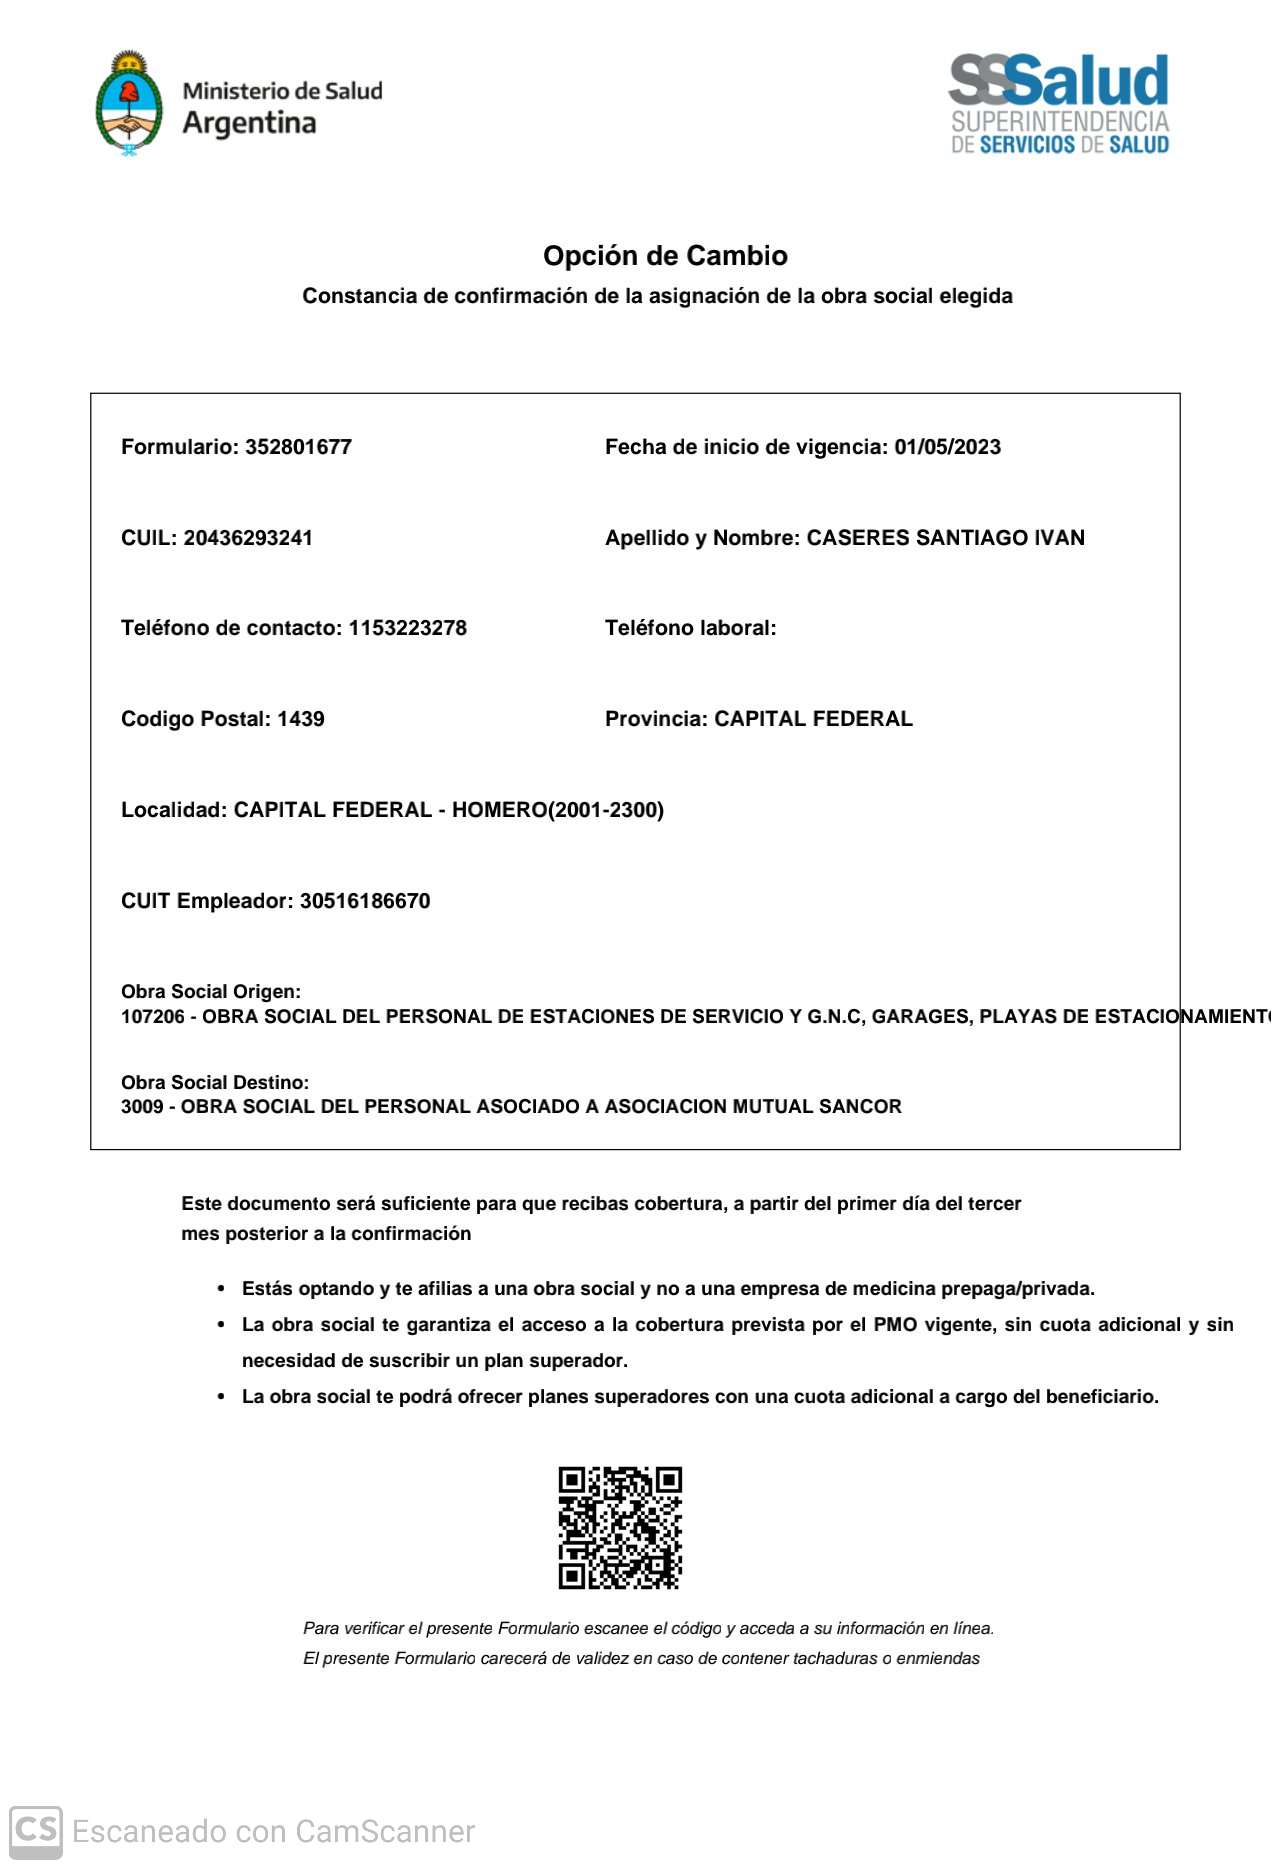 Ministerio de Salud
Argentina
SSSalud
SUPERINTENDENCIA
DE SERVICIOS DE SALUD
Opción de Cambio
Constancia de confirmación de la asignación de la obra social elegida
Formulario: 352801677 Fecha de inicio de vigencia: 01/05/2023
CUIL: 20436293241 Apellido y Nombre: CASERES SANTIAGO IVAN
Teléfono de contacto: 1153223278 Teléfono laboral:
Codigo Postal: 1439 Provincia: CAPITAL FEDERAL
Localidad: CAPITAL FEDERAL - HOMERO(2001-2300)
CUIT Empleador: 30516186670
Obra Social Origen:
107206 - OBRA SOCIAL DEL PERSONAL DE ESTACIONES DE SERVICIO Y G.N.C, GARAGES, PLAYAS DE ESTACIONAMIENTO
Obra Social Destino:
3009 - OBRA SOCIAL DEL PERSONAL ASOCIADO A ASOCIACION MUTUAL SANCOR
Este documento será suficiente para que recibas cobertura, a partir del primer día del tercer
mes posterior a la confirmación
• Estás optando y te afilias a una obra social y no a una empresa de medicina prepaga/privada.
• La obra social te garantiza el acceso a la cobertura prevista por el PMO vigente, sin cuota adicional y sin
necesidad de suscribir un plan superador.
• La obra social te podrá ofrecer planes superadores con una cuota adicional a cargo del beneficiario.
Para verificar el presente Formulario escanee el código y acceda a su información en línea.
El presente Formulario carecerá de validez en caso de contener tachaduras o enmiendas
CS Escaneado con CamScanner